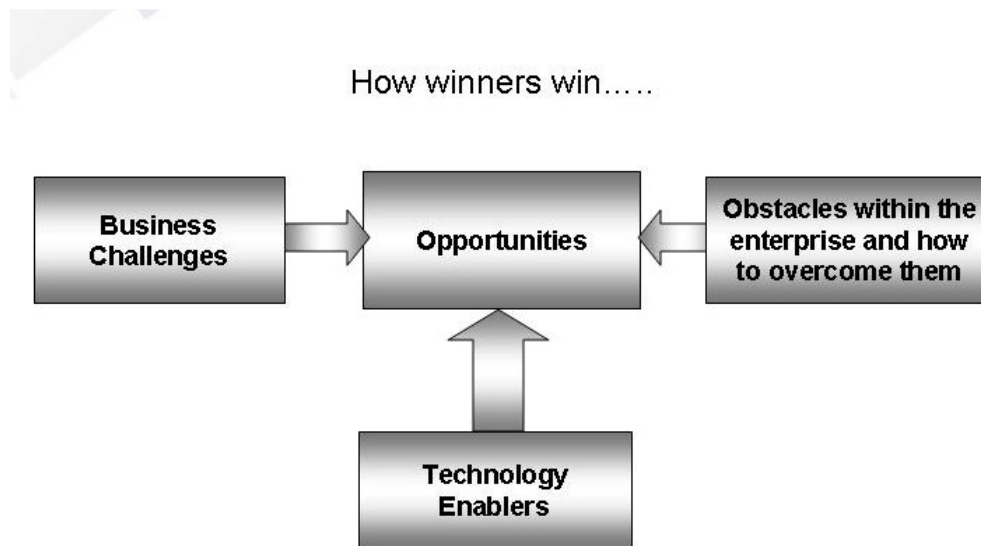 How winners win.....
Business
Challenges
Opportunities
Obstacles within the
enterprise and how
to overcome them
Technology
Enablers